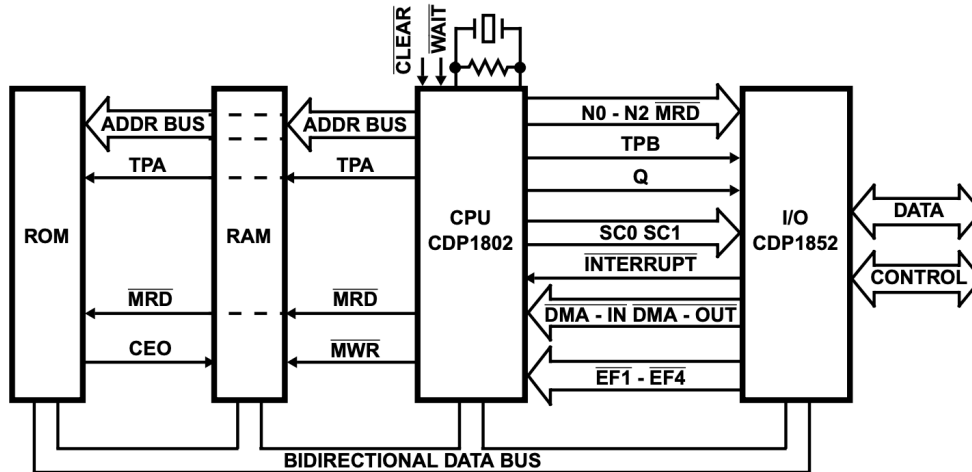 CLEAR
WAIT
ADDR BUS
ADDR BUS
N0 - N2 MRD
TPA
TPA
TPB
Q
ROM
RAM
CPU
CDP1802
I/O
CDP1852
DATA
SC0 SC1
INTERRUPT
CONTROL
MRD
MRD
DMA - IN DMA - OUT
CEO
MWR
EF1 - EF4
BIDIRECTIONAL DATA BUS